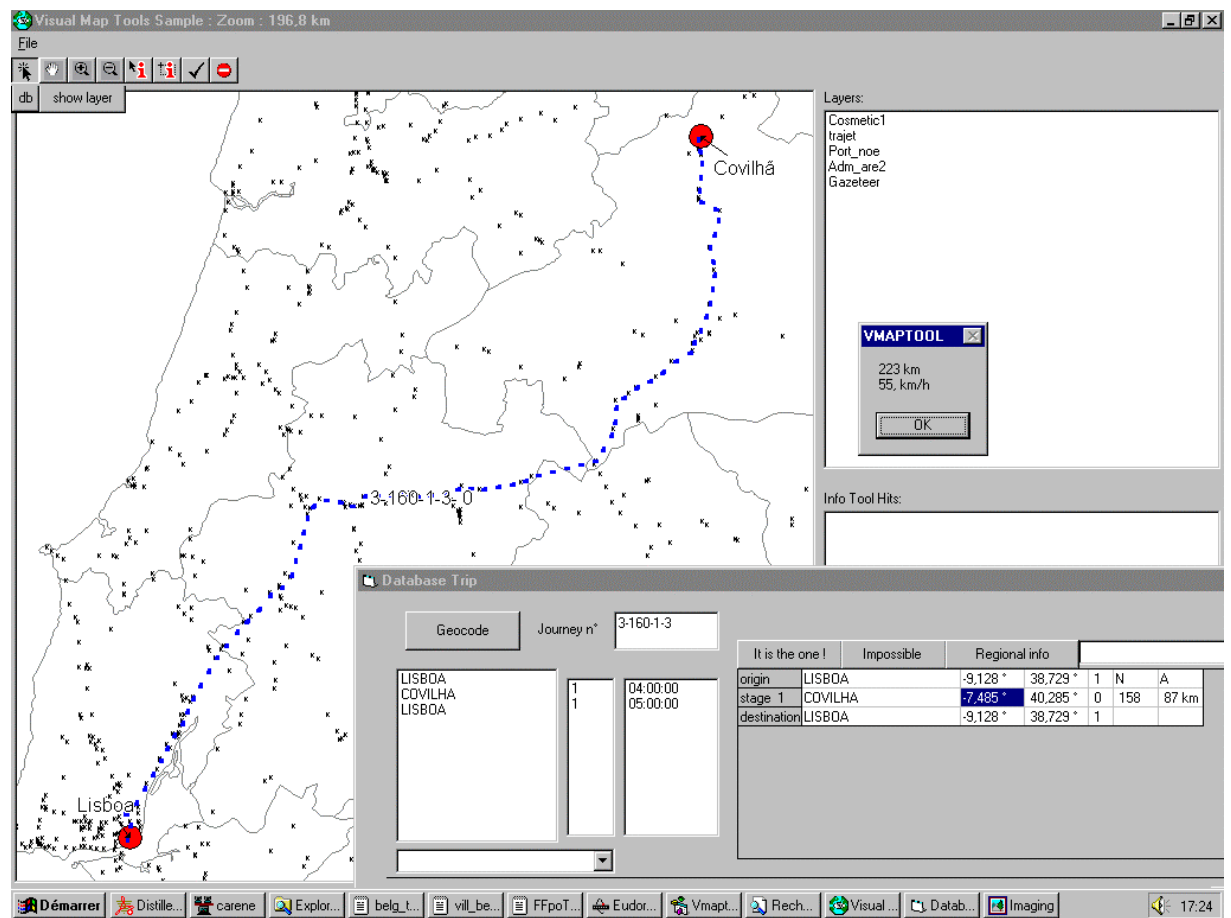 Visual Map Tools Sample : Zoom : 196,8 km
File
db show layer
Layers:
Cosmetic1
trajet
Port_noe
Adm_are2
Gazeteer
Covilhã
VMAPTOOL
223 km
55, km/h
OK
3-160-1-3- 0
Info Tool Hits:
Lisboa
Database Trip
Geocode Journey n° 3-160-1-3
It is the one ! Impossible Regional info
LISBOA
COVILHA
LISBOA
1 04:00:00
1 05:00:00
origin LISBOA -9,128 ° 38,729 ° 1 N A
stage 1 COVILHA -7,485 ° 40,285 ° 0 158 87 km
destination LISBOA -9,128 ° 38,729 ° 1
Démarrer Distille... carene Explor... belg_t... vill_be... FFpoT... Eudor... Vmapt... Rech... Visual ... Datab... Imaging 17:24